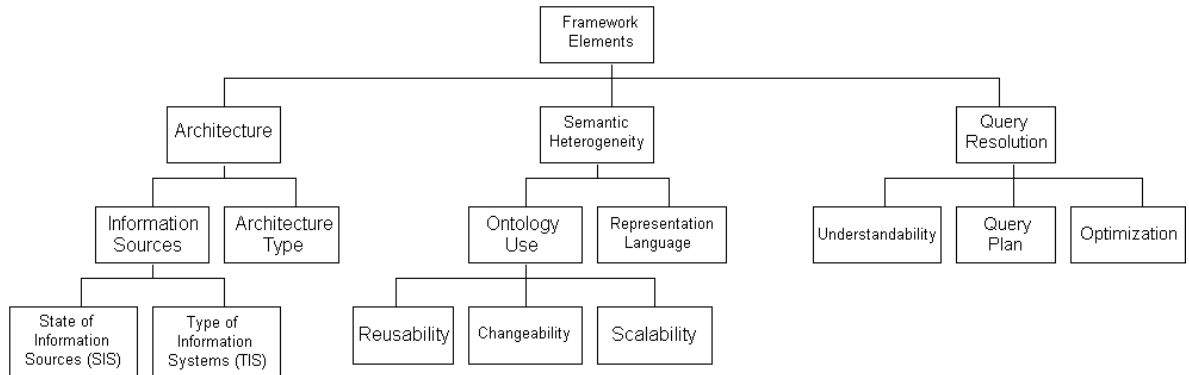 Framework
Elements
Architecture
Semantic
Heterogeneity
Query
Resolution
Information
Sources
Architecture
Type
Ontology
Use
Representation
Language
Understandability
Query
Plan
Optimization
State of
Information
Sources (SIS)
Type of
Information
Systems (TIS)
Reusability
Changeability
Scalability